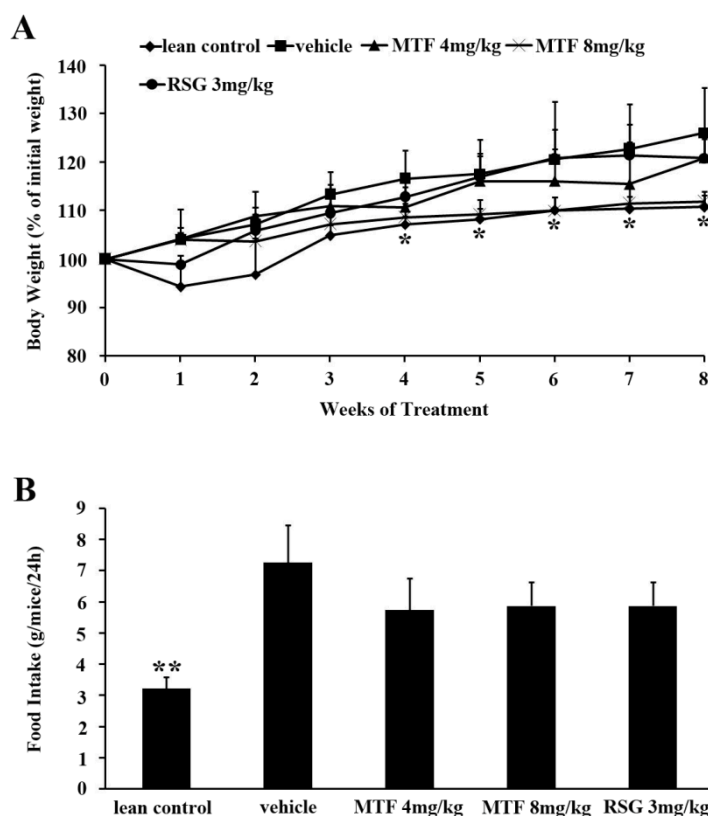 A
lean control vehicle MTF 4mg/kg MTF 8mg/kg
RSG 3mg/kg
140
130
120
110
100
90
80
Body Weight (% of initial weight)
* * * * *
0 1 2 3 4 5 6 7 8
Weeks of Treatment
B
9
8
7
6
5
4
3
2
1
0
Food Intake (g/mice/24h)
**
lean control vehicle MTF 4mg/kg MTF 8mg/kg RSG 3mg/kg